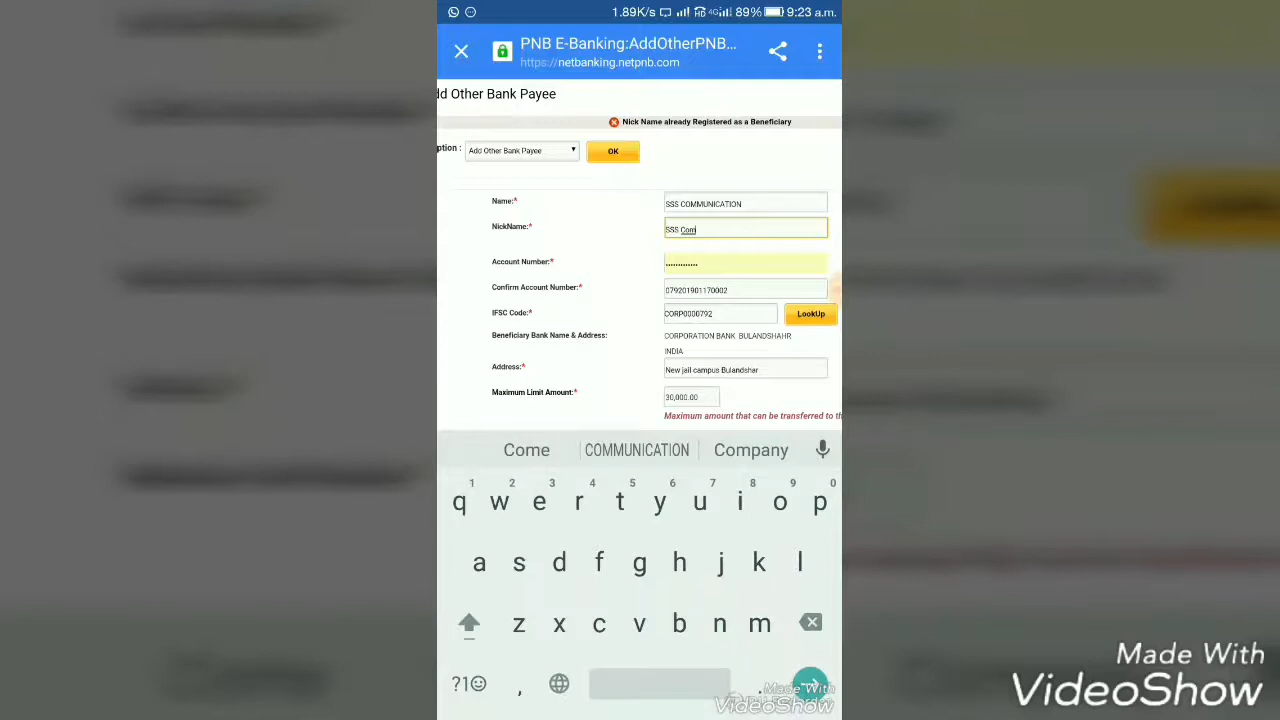 1.89K/s HD 4G 89% 9:23 a.m.
PNB E-Banking:AddOtherPNB...
https://netbanking.netpnb.com
dd Other Bank Payee
Nick Name already Registered as a Beneficiary
ption : Add Other Bank Payee OK
Name:* SSS COMMUNICATION
NickName:* SSS Com
Account Number:* .............
Confirm Account Number:* 079201901170002
IFSC Code:* CORP0000792 LookUp
Beneficiary Bank Name & Address: CORPORATION BANK BULANDSHAHR
INDIA
Address:* New jail campus Bulandshar
Maximum Limit Amount:* 30,000.00
Maximum amount that can be transferred to th
Come COMMUNICATION Company
1 2 3 4 5 6 7 8 9 0
q w e r t y u i o p
a s d f g h j k l
z x c v b n m
?1 , .
Made With
VideoShow
Made With
VideoShow